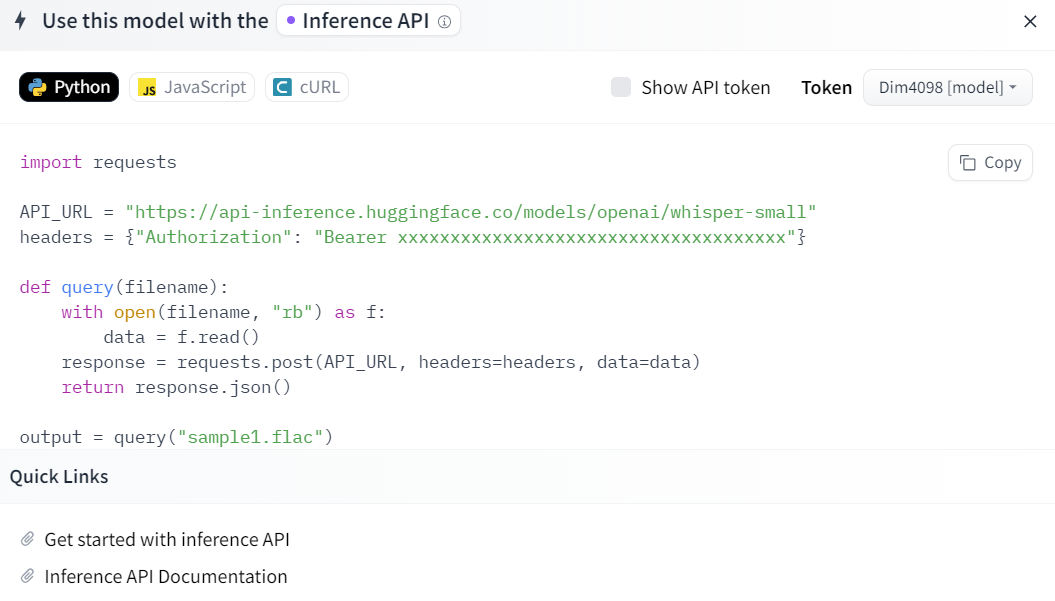 Use this model with the Inference API
Python JavaScript cURL Show API token Token Dim4098 [model]
import requests
Copy
API_URL = "https://api-inference.huggingface.co/models/openai/whisper-small"
headers = {"Authorization": "Bearer xxxxxxxxxxxxxxxxxxxxxxxxxxxxxxxxxxxxx"}
def query(filename):
    with open(filename, "rb") as f:
        data = f.read()
    response = requests.post(API_URL, headers=headers, data=data)
    return response.json()
output = query("sample1.flac")
Quick Links
Get started with inference API
Inference API Documentation